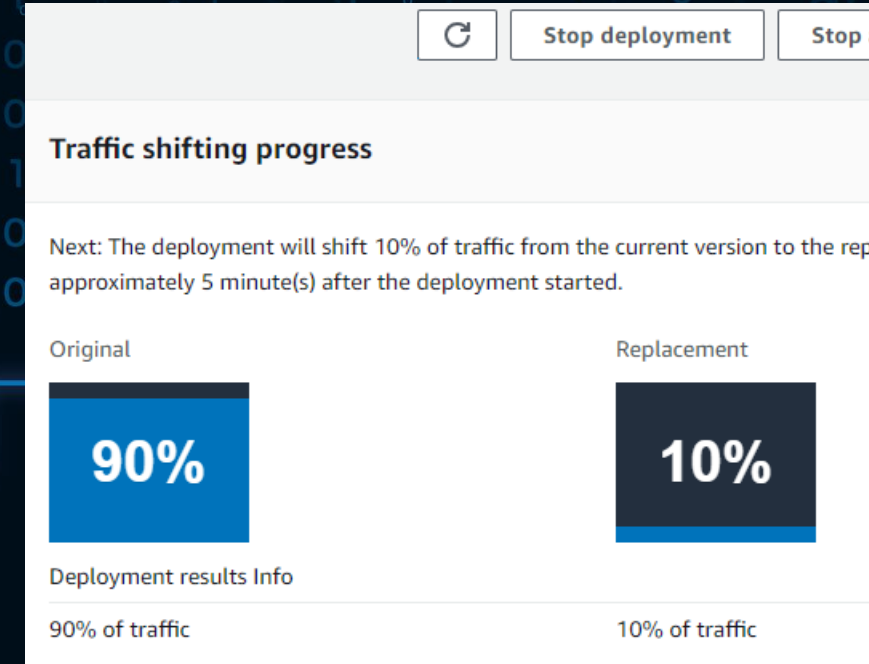 Stop deployment
Stop
Traffic shifting progress
Next: The deployment will shift 10% of traffic from the current version to the
approximately 5 minute(s) after the deployment started.
Original
Replacement
90%
10%
Deployment results Info
90% of traffic
10% of traffic